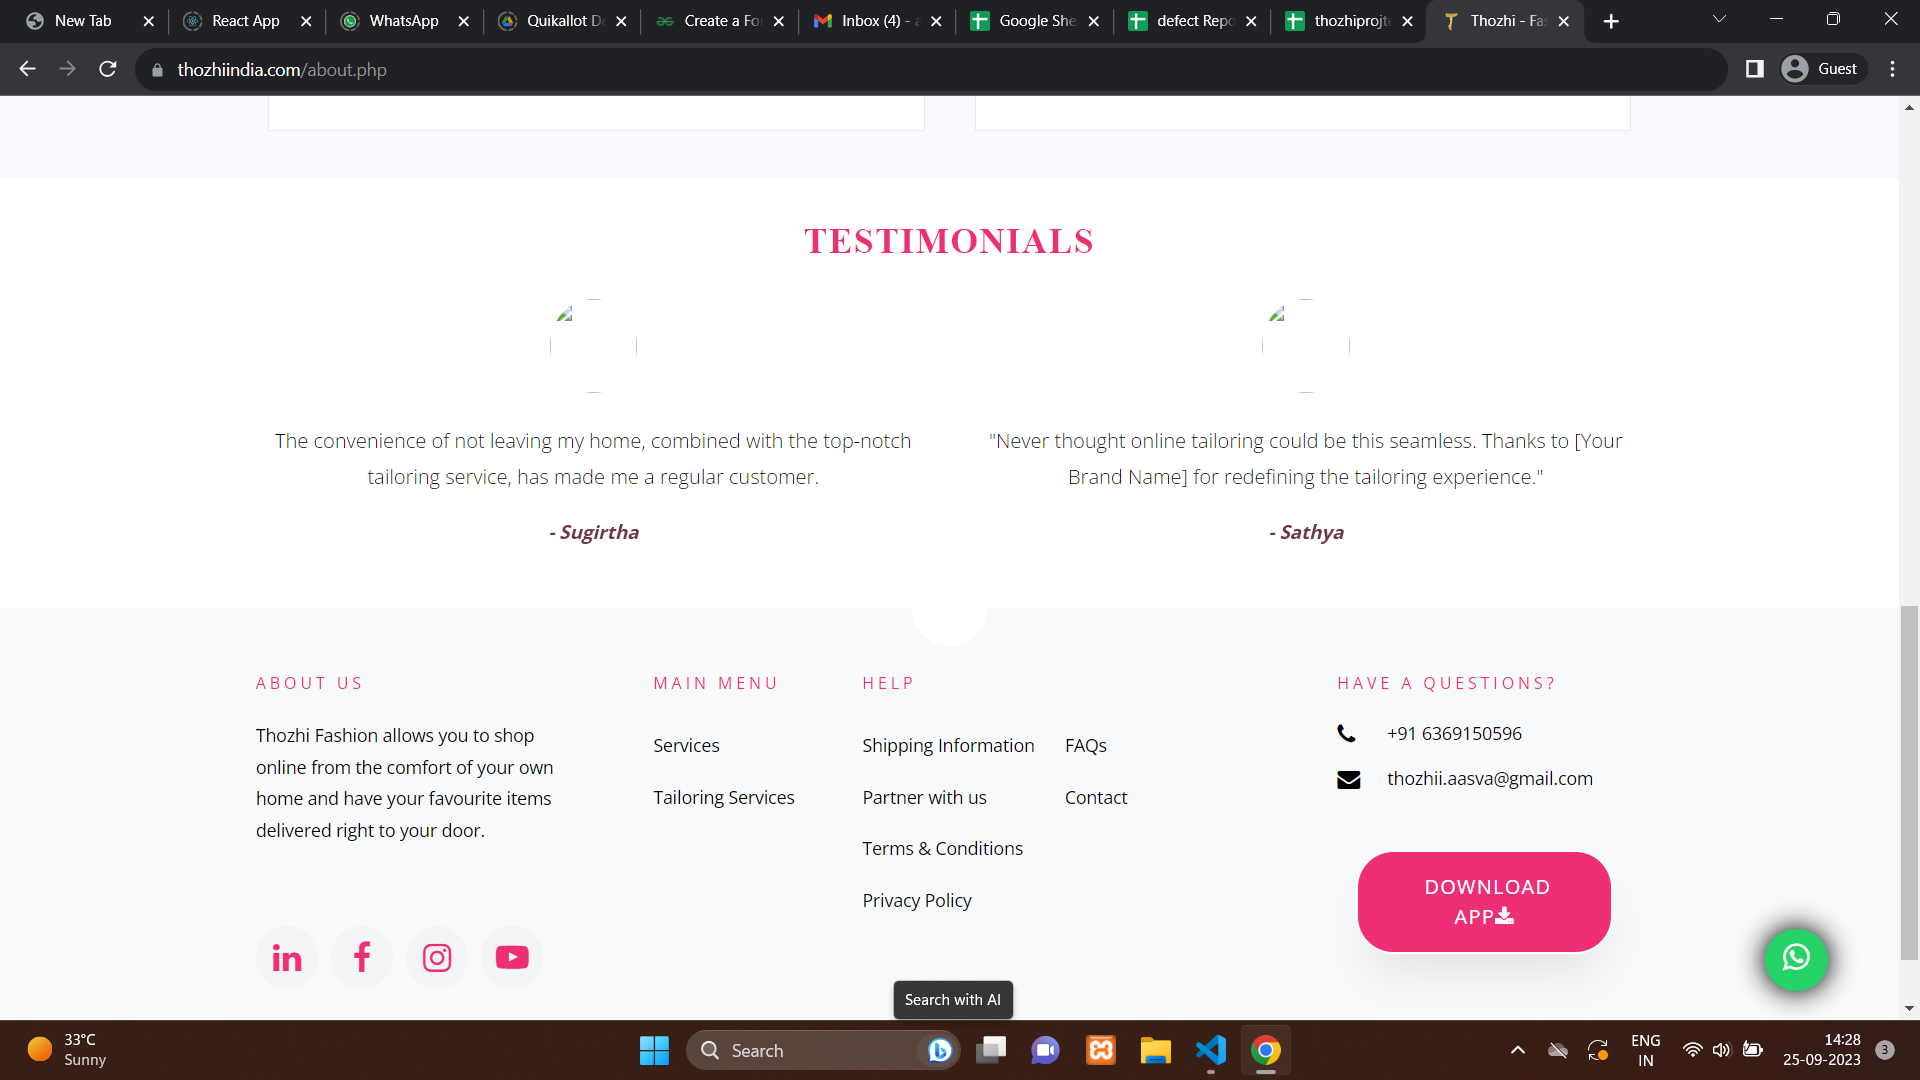 New Tab
React App
WhatsApp
Quikallot De
Create a Fo
Inbox (4) - a
Google She
defect Repo
thozhiprojte
Thozhi - Fas
thozhiindia.com/about.php
Guest
TESTIMONIALS
The convenience of not leaving my home, combined with the top-notch
tailoring service, has made me a regular customer.
- Sugirtha
"Never thought online tailoring could be this seamless. Thanks to [Your
Brand Name] for redefining the tailoring experience."
- Sathya
ABOUT US
Thozhi Fashion allows you to shop
online from the comfort of your own
home and have your favourite items
delivered right to your door.
MAIN MENU
Services
Tailoring Services
HELP
Shipping Information
Partner with us
Terms & Conditions
Privacy Policy
FAQs
Contact
HAVE A QUESTIONS?
+91 6369150596
thozhii.aasva@gmail.com
DOWNLOAD
APP
Search with AI
33°C
Sunny
Search
ENG
IN
14:28
25-09-2023
3